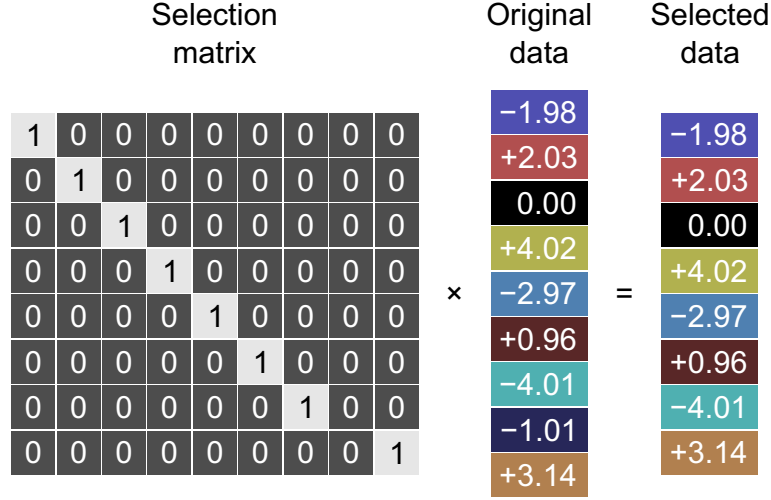 Selection
matrix
Original
data
Selected
data
1 0 0 0 0 0 0 0 0
0 1 0 0 0 0 0 0 0
0 0 1 0 0 0 0 0 0
0 0 0 1 0 0 0 0 0
0 0 0 0 1 0 0 0 0
0 0 0 0 0 1 0 0 0
0 0 0 0 0 0 1 0 0
0 0 0 0 0 0 0 0 1
×
−1.98
+2.03
0.00
+4.02
−2.97
+0.96
−4.01
−1.01
+3.14
=
−1.98
+2.03
0.00
+4.02
−2.97
+0.96
−4.01
+3.14